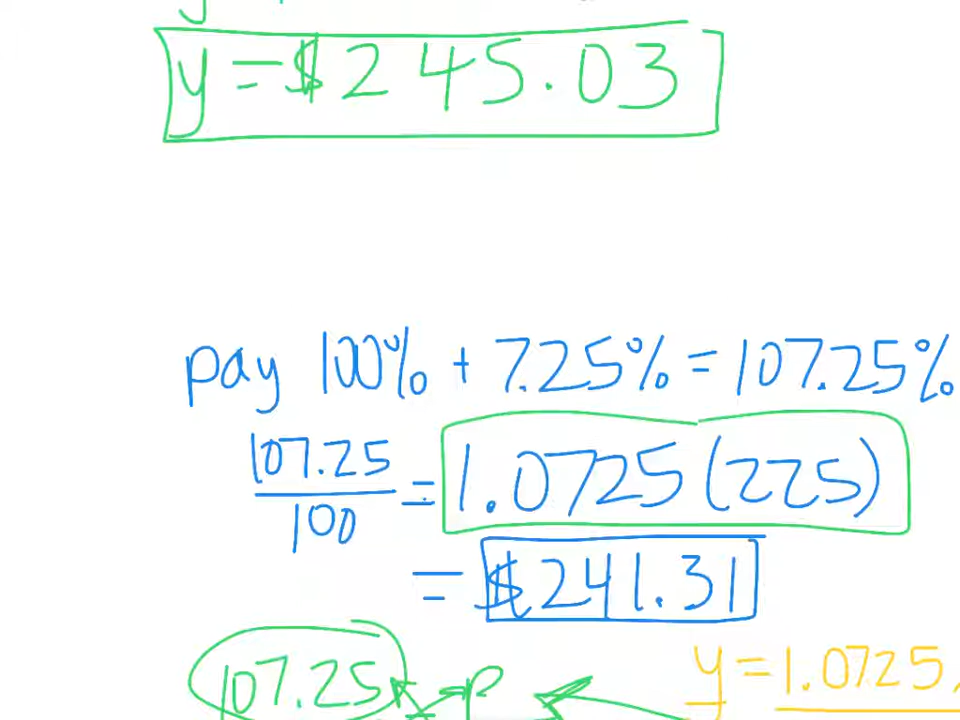 y = $245.03
pay 100% + 7.25% = 107.25%
107.25
100
= 1.0725(225)
= $241.31
107.25
y = 1.0725